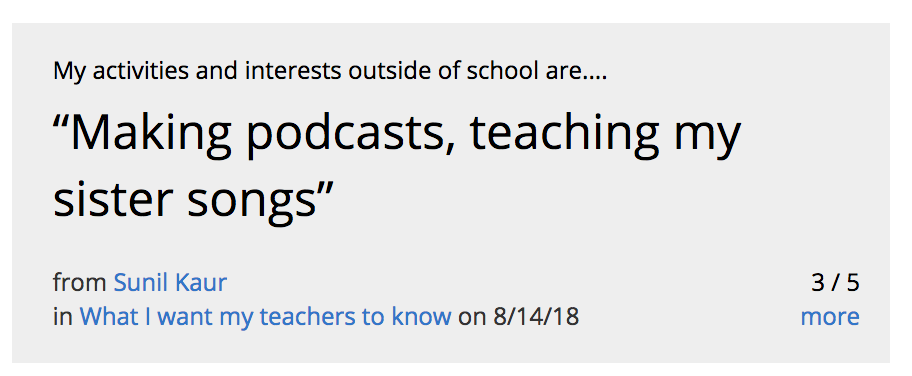 My activities and interests outside of school are....
“Making podcasts, teaching my
sister songs”
from Sunil Kaur
3 / 5
in What I want my teachers to know on 8/14/18
more